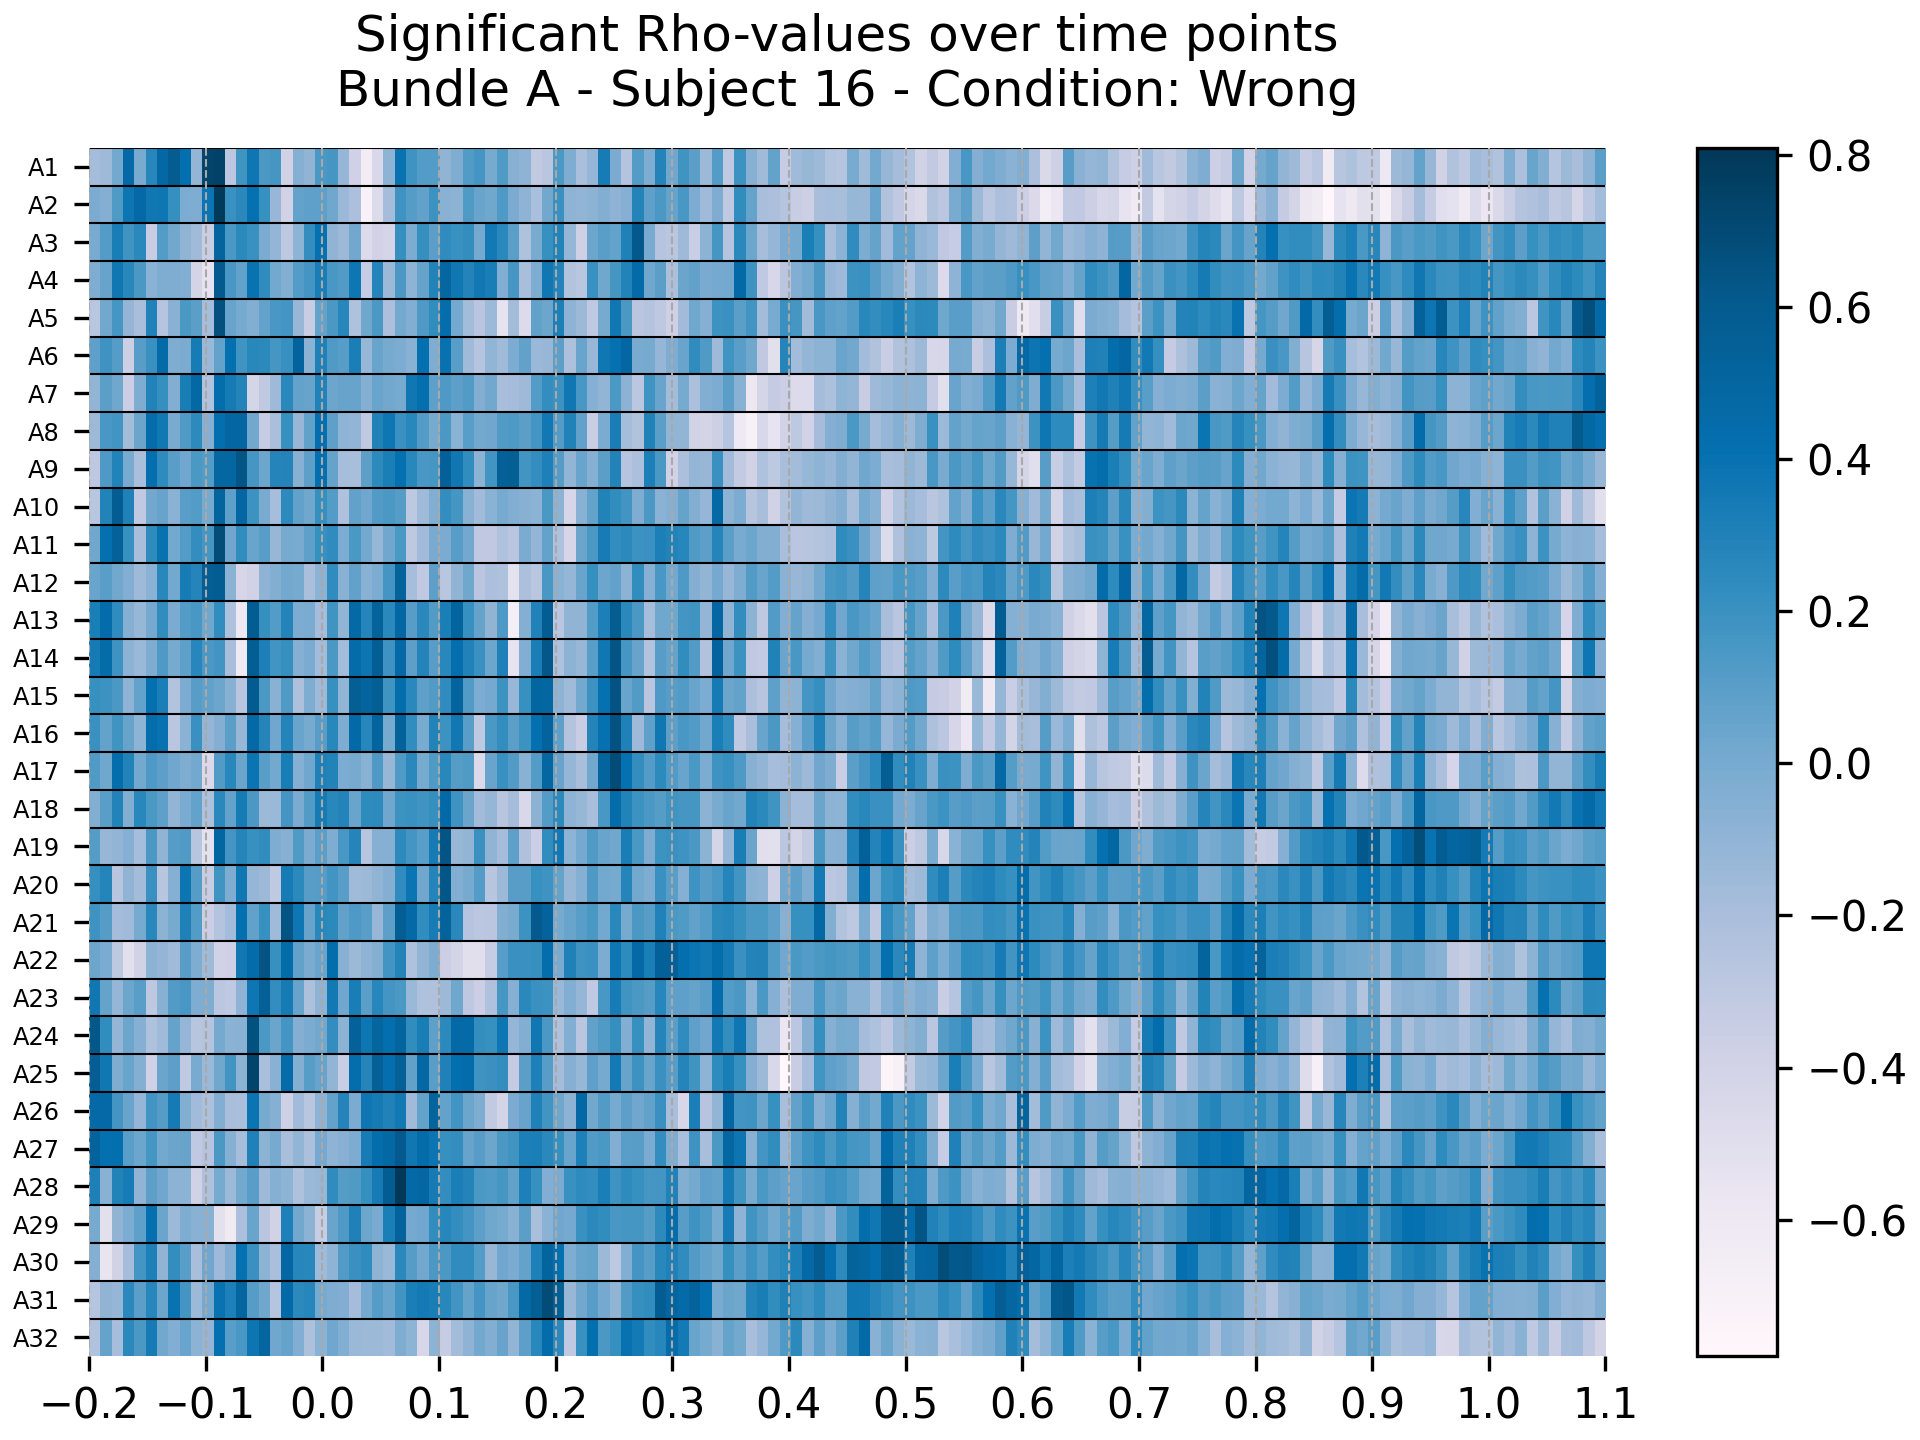 Significant Rho-values over time points
Bundle A - Subject 16 - Condition: Wrong
A1
A2
A3
A4
A5
A6
A7
A8
A9
A10
A11
A12
A13
A14
A15
A16
A17
A18
A19
A20
A21
A22
A23
A24
A25
A26
A27
A28
A29
A30
A31
A32
−0.2 −0.1 0.0 0.1 0.2 0.3 0.4 0.5 0.6 0.7 0.8 0.9 1.0 1.1
0.8
0.6
0.4
0.2
0.0
−0.2
−0.4
−0.6